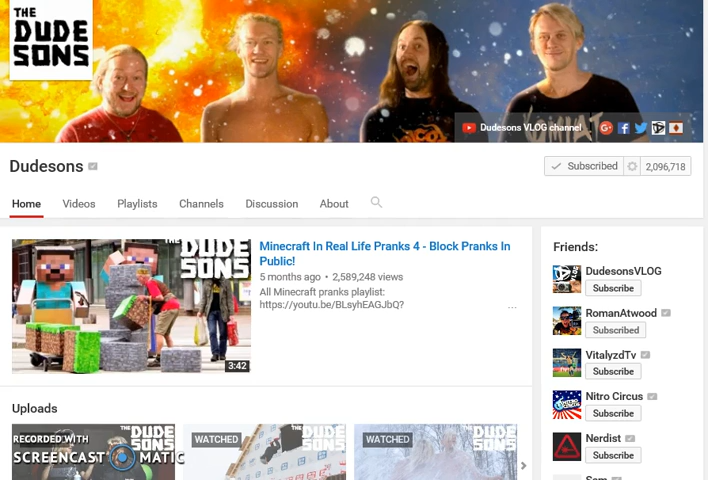 THE
DUDE
SONS
Dudesons VLOG channel
Dudesons
Subscribed
2,096,718
Home
Videos
Playlists
Channels
Discussion
About
THE
DUDE
SONS
3:42
Minecraft In Real Life Pranks 4 - Block Pranks In
Public!
5 months ago • 2,589,248 views
All Minecraft pranks playlist:
https://youtu.be/BLsyhEAGJbQ?
...
Friends:
DudesonsVLOG
Subscribe
RomanAtwood
Subscribed
VitalyzdTv
Subscribe
Nitro Circus
Subscribe
Nerdist
Subscribe
Uploads
THE
DUDE
SONS
RECORDED WITH
SCREENCAST MATIC
WATCHED
THE
DUDE
SONS
WATCHED
THE
DUDE
SONS